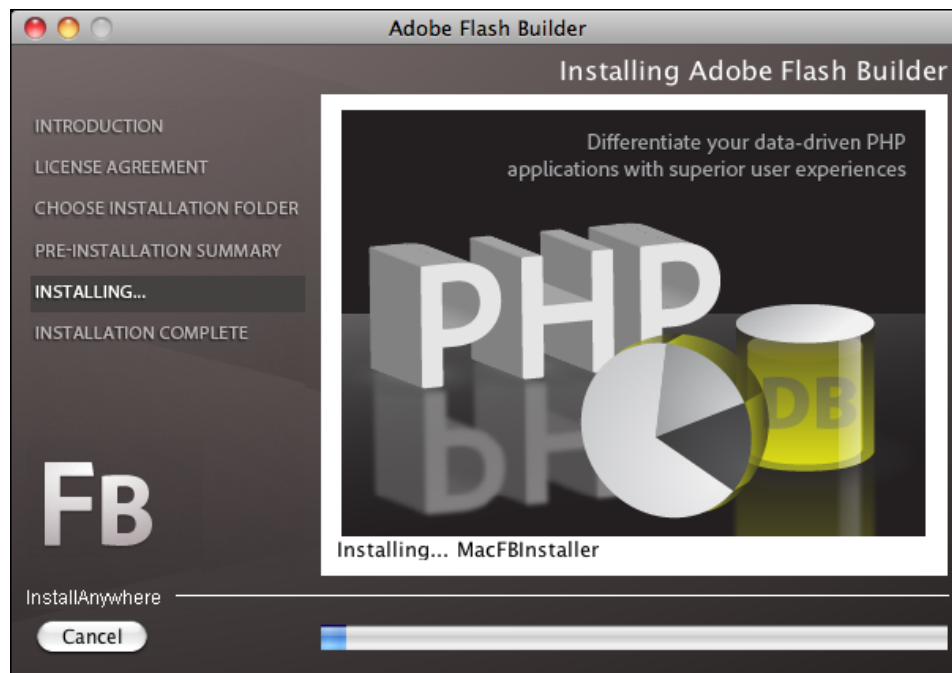 Adobe Flash Builder
Installing Adobe Flash Builder
INTRODUCTION
LICENSE AGREEMENT
CHOOSE INSTALLATION FOLDER
PRE-INSTALLATION SUMMARY
INSTALLING...
INSTALLATION COMPLETE
FB
Differentiate your data-driven PHP
applications with superior user experiences
PHP
DB
Installing... MacFBInstaller
InstallAnywhere
Cancel